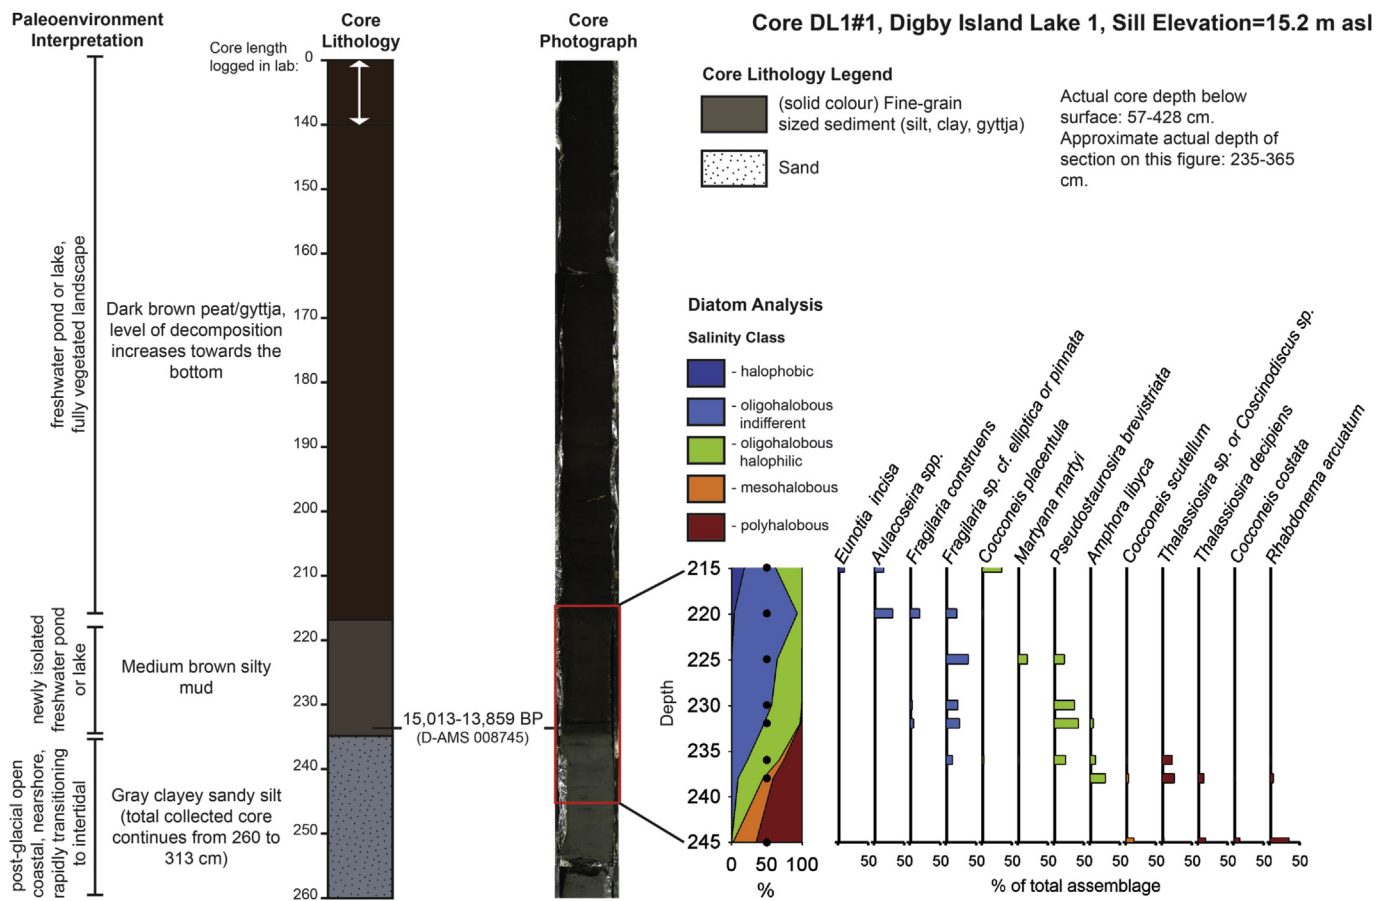 Paleoenvironment
Interpretation
Core
Lithology
Core
Photograph
Core DL1#1, Digby Island Lake 1, Sill Elevation=15.2 m asl
Core length
logged in lab:
0
140
150
160
170
180
190
200
210
220
230
240
250
260
freshwater pond or lake,
fully vegetated landscape
newly isolated
freshwater pond
or lake
post-glacial open
coastal, nearshore,
rapidly transitioning
to intertidal
Dark brown peat/gyttja,
level of decomposition
increases towards the
bottom
Medium brown silty
mud
Gray clayey sandy silt
(total collected core
continues from 260 to
313 cm)
15,013-13,859 BP
(D-AMS 008745)
Core Lithology Legend
(solid colour) Fine-grain
sized sediment (silt, clay, gyttja)
Sand
Actual core depth below
surface: 57-428 cm.
Approximate actual depth of
section on this figure: 235-365
cm.
Diatom Analysis
Salinity Class
- halophobic
- oligohalobous
indifferent
- oligohalobous
halophilic
- mesohalobous
- polyhalobous
Eunotia incisa
Aulacoseira spp.
Fragilaria construens
Fragilaria sp. cf. elliptica or pinnata
Cocconeis placentula
Martyana martyi
Pseudostaurosira brevistriata
Amphora libyca
Cocconeis scutellum
Thalassiosira sp. or Coscinodiscus sp.
Thalassiosira decipiens
Cocconeis costata
Rhabdonema arcuatum
Depth
215
220
225
230
235
240
245
0 50 100
%
50 50 50 50 50 50 50 50 50 50 50 50 50
% of total assemblage